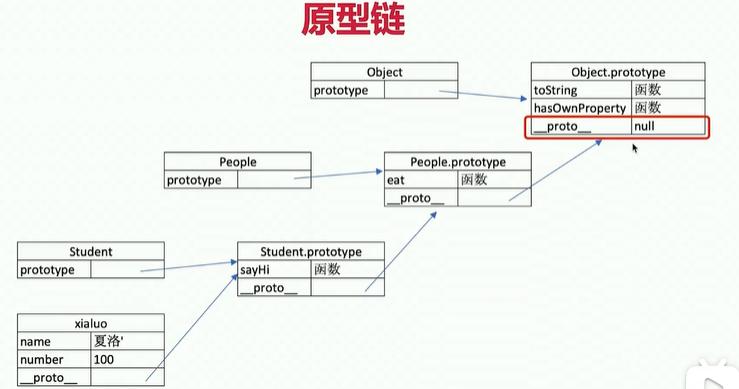 原型链
Object
prototype
Object.prototype
toString 函数
hasOwnProperty 函数
__proto__ null
People
prototype
People.prototype
eat 函数
__proto__
Student
prototype
Student.prototype
sayHi 函数
__proto__
xialuo
name 夏洛'
number 100
__proto__